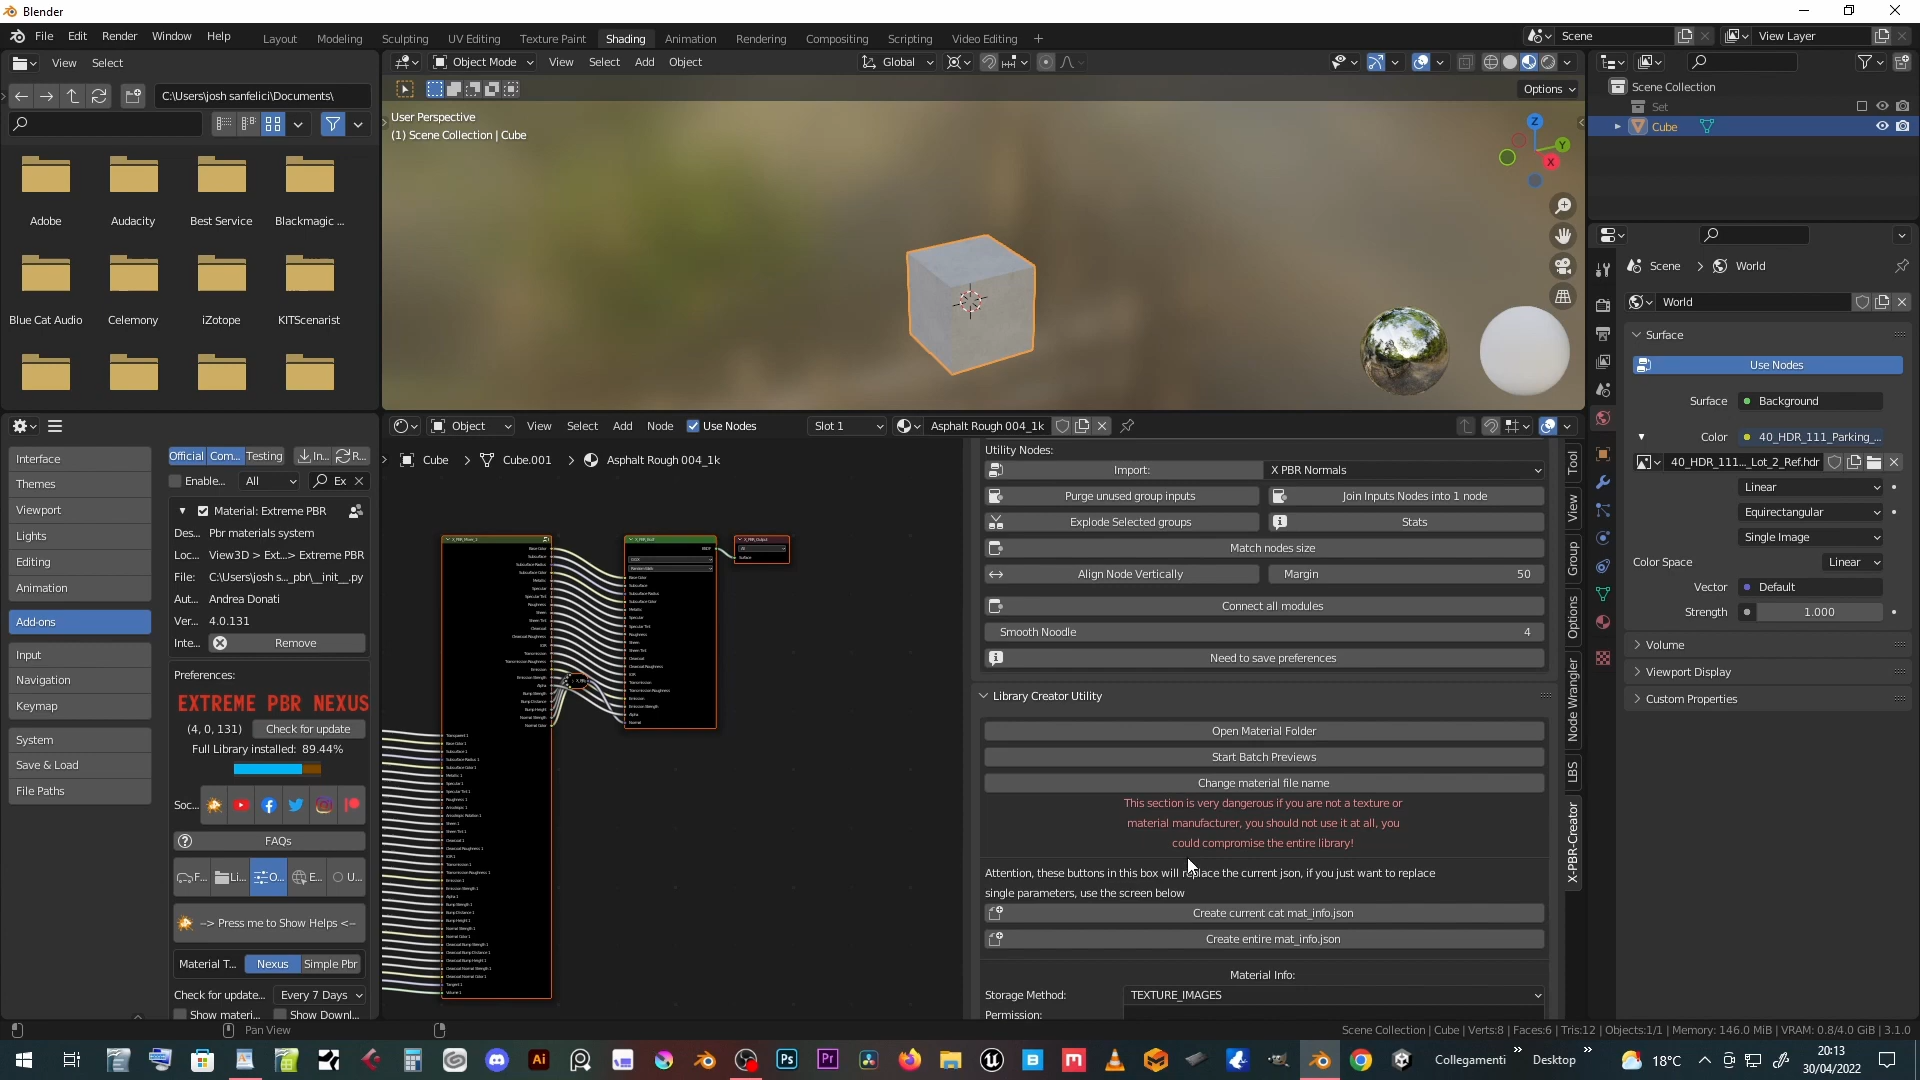 Blender
File Edit Render Window Help
Layout Modeling Sculpting UV Editing Texture Paint Shading Animation Rendering Compositing Scripting Video Editing +
Scene
View Layer
View Select
C:\Users\josh sanfelici\Documents\
Adobe Audacity Best Service Blackmagic ...
Blue Cat Audio Celemony iZotope KITScenarist
Object Mode View Select Add Object
Global
Options
User Perspective
(1) Scene Collection | Cube
Z
Y
X
Scene Collection
Set
Cube
Scene > World
World
Surface
Use Nodes
Surface Background
Color 40_HDR_111_Parking_...
40_HDR_111..._Lot_2_Ref.hdr
Linear
Equirectangular
Single Image
Color Space Linear
Vector Default
Strength 1.000
Volume
Viewport Display
Custom Properties
Interface
Themes
Viewport
Lights
Editing
Animation
Add-ons
Input
Navigation
Keymap
System
Save & Load
File Paths
Official Com... Testing In... R...
Enable... All Ex
Material: Extreme PBR
Des... Pbr materials system
Loc... View3D > Ext...> Extreme PBR
File: C:\Users\josh s..._pbr\__init__.py
Aut... Andrea Donati
Ver... 4.0.131
Inte... Remove
Preferences:
EXTREME PBR NEXUS
(4, 0, 131) Check for update
Full Library installed: 89.44%
Soc...
FAQs
F... Li... O... E... U...
--> Press me to Show Helps <--
Material T... Nexus Simple Pbr
Check for update... Every 7 Days
Show materi... Show Downl...
Object View Select Add Node Use Nodes Slot 1 Asphalt Rough 004_1k
Cube > Cube.001 > Asphalt Rough 004_1k
Utility Nodes:
Import: X PBR Normals
Purge unused group inputs Join Inputs Nodes into 1 node
Explode Selected groups Stats
Match nodes size
Align Node Vertically Margin 50
Connect all modules
Smooth Noodle 4
Need to save preferences
Library Creator Utility
Open Material Folder
Start Batch Previews
Change material file name
This section is very dangerous if you are not a texture or
material manufacturer, you should not use it at all, you
could compromise the entire library!
Attention, these buttons in this box will replace the current json, if you just want to replace
single parameters, use the screen below
Create current cat mat_info.json
Create entire mat_info.json
Material Info:
Storage Method: TEXTURE_IMAGES
Permission:
Tool
View
Group
Options
Node Wrangler
LBS
X-PBR-Creator
Pan View
Scene Collection | Cube | Verts:8 | Faces:6 | Tris:12 | Objects:1/1 | Memory: 146.0 MiB | VRAM: 0.8/4.0 GiB | 3.1.0
Ai
Ps
Pr
Collegamenti
Desktop
18°C
20:13
30/04/2022